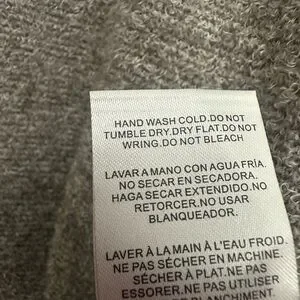 HAND WASH COLD.DO NOT
TUMBLE DRY.DRY FLAT.DO NOT
WRING.DO NOT BLEACH
LAVAR A MANO CON AGUA FRÍA.
NO SECAR EN SECADORA.
HAGA SECAR EXTENDIDO.NO
RETORCER.NO USAR
BLANQUEADOR.
LAVER À LA MAIN À L'EAU FROID.
NE PAS SÉCHER EN MACHINE.
SÉCHER À PLAT.NE PAS
ESSORER.NE PAS UTILISER
BLANCHIMENT.